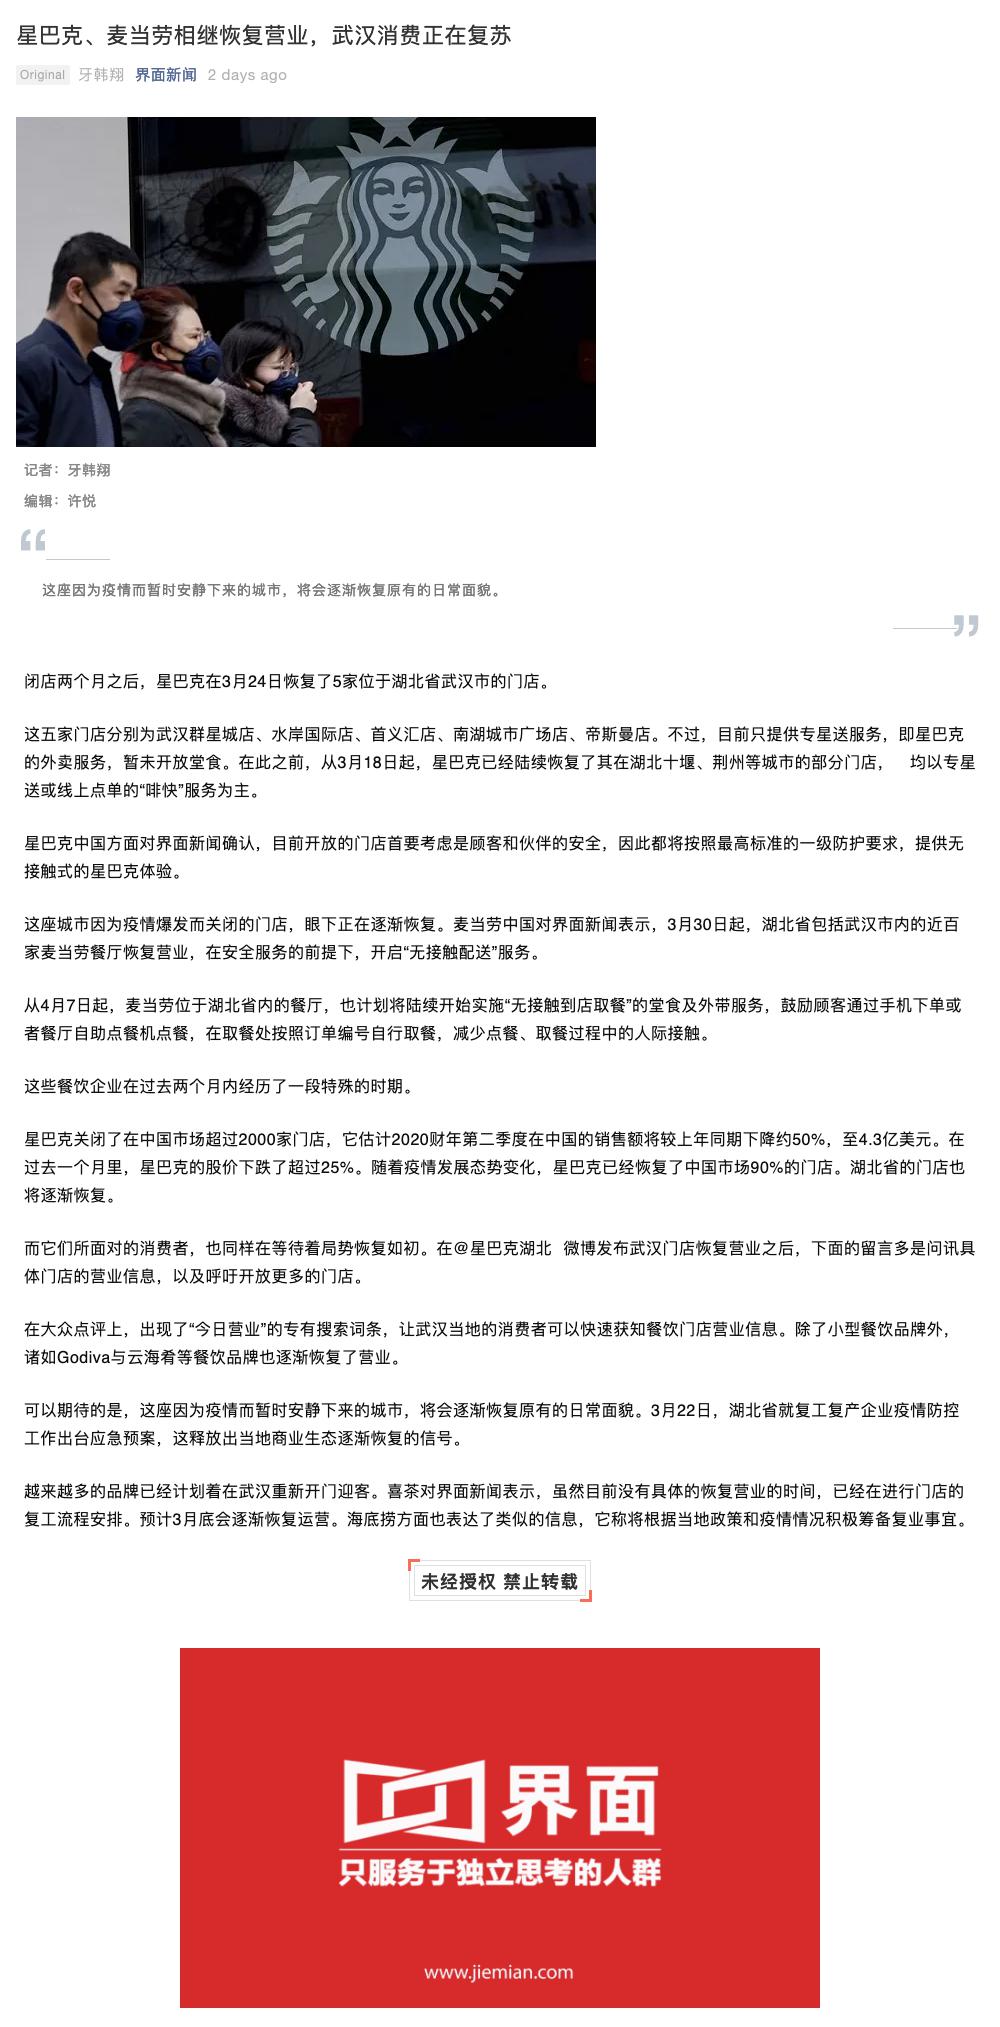 星巴克、麦当劳相继恢复营业，武汉消费正在复苏
Original 牙韩翔 界面新闻 2 days ago
记者：牙韩翔
编辑：许悦
“
这座因为疫情而暂时安静下来的城市，将会逐渐恢复原有的日常面貌。
”
闭店两个月之后，星巴克在3月24日恢复了5家位于湖北省武汉市的门店。
这五家门店分别为武汉群星城店、水岸国际店、首义汇店、南湖城市广场店、帝斯曼店。不过，目前只提供专星送服务，即星巴克
的外卖服务，暂未开放堂食。在此之前，从3月18日起，星巴克已经陆续恢复了其在湖北十堰、荆州等城市的部分门店， 均以专星
送或线上点单的“啡快”服务为主。
星巴克中国方面对界面新闻确认，目前开放的门店首要考虑是顾客和伙伴的安全，因此都将按照最高标准的一级防护要求，提供无
接触式的星巴克体验。
这座城市因为疫情爆发而关闭的门店，眼下正在逐渐恢复。麦当劳中国对界面新闻表示，3月30日起，湖北省包括武汉市内的近百
家麦当劳餐厅恢复营业，在安全服务的前提下，开启“无接触配送”服务。
从4月7日起，麦当劳位于湖北省内的餐厅，也计划将陆续开始实施“无接触到店取餐”的堂食及外带服务，鼓励顾客通过手机下单或
者餐厅自助点餐机点餐，在取餐处按照订单编号自行取餐，减少点餐、取餐过程中的人际接触。
这些餐饮企业在过去两个月内经历了一段特殊的时期。
星巴克关闭了在中国市场超过2000家门店，它估计2020财年第二季度在中国的销售额将较上年同期下降约50%，至4.3亿美元。在
过去一个月里，星巴克的股价下跌了超过25%。随着疫情发展态势变化，星巴克已经恢复了中国市场90%的门店。湖北省的门店也
将逐渐恢复。
而它们所面对的消费者，也同样在等待着局势恢复如初。在@星巴克湖北 微博发布武汉门店恢复营业之后，下面的留言多是问讯具
体门店的营业信息，以及呼吁开放更多的门店。
在大众点评上，出现了“今日营业”的专有搜索词条，让武汉当地的消费者可以快速获知餐饮门店营业信息。除了小型餐饮品牌外，
诸如Godiva与云海肴等餐饮品牌也逐渐恢复了营业。
可以期待的是，这座因为疫情而暂时安静下来的城市，将会逐渐恢复原有的日常面貌。3月22日，湖北省就复工复产企业疫情防控
工作出台应急预案，这释放出当地商业生态逐渐恢复的信号。
越来越多的品牌已经计划着在武汉重新开门迎客。喜茶对界面新闻表示，虽然目前没有具体的恢复营业的时间，已经在进行门店的
复工流程安排。预计3月底会逐渐恢复运营。海底捞方面也表达了类似的信息，它称将根据当地政策和疫情情况积极筹备复业事宜。
未经授权 禁止转载
界面
只服务于独立思考的人群
www.jiemian.com